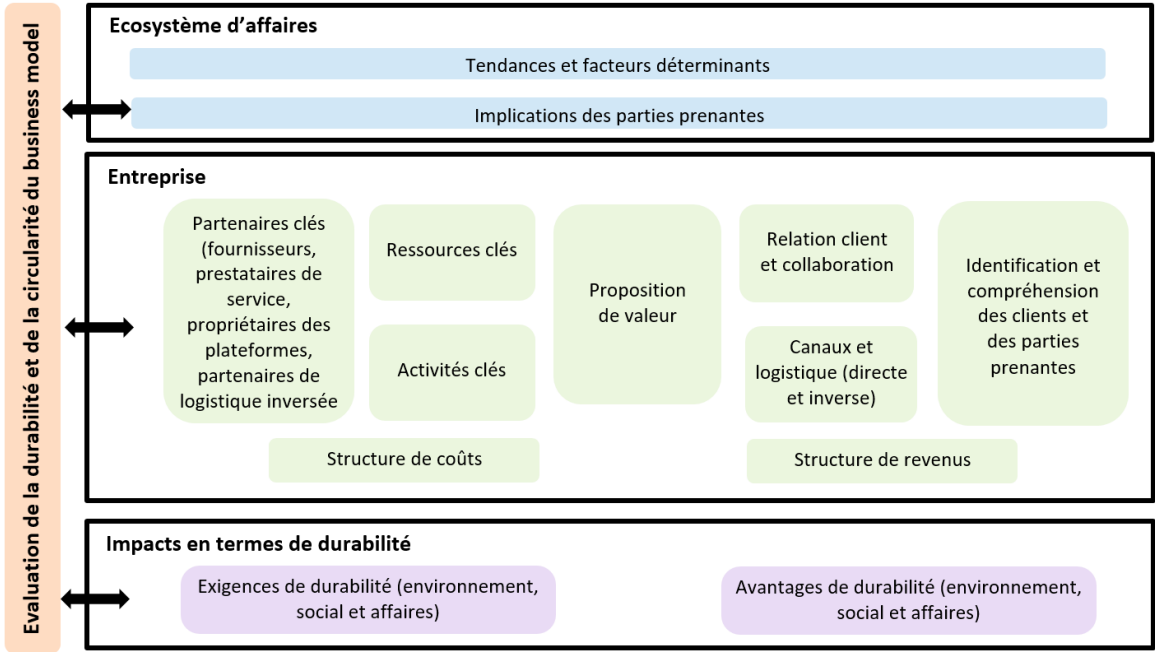 Evaluation de la durabilité et de la circularité du business model
Ecosystème d’affaires
Tendances et facteurs déterminants
Implications des parties prenantes
Entreprise
Partenaires clés
(fournisseurs,
prestataires de
service,
propriétaires des
plateformes,
partenaires de
logistique inversée
Ressources clés
Activités clés
Proposition
de valeur
Relation client
et collaboration
Canaux et
logistique (directe
et inverse)
Identification et
compréhension
des clients et
des parties
prenantes
Structure de coûts
Structure de revenus
Impacts en termes de durabilité
Exigences de durabilité (environnement,
social et affaires)
Avantages de durabilité (environnement,
social et affaires)